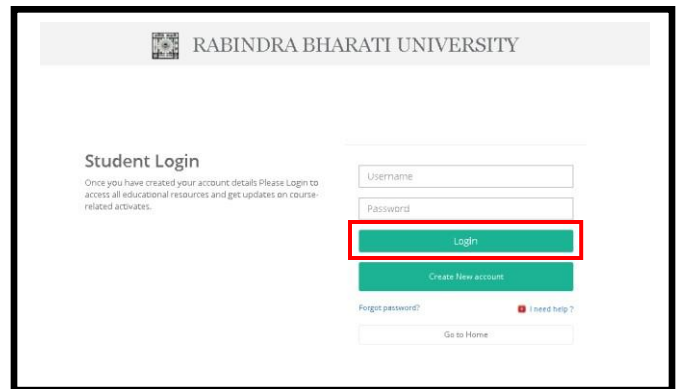 RABINDRA BHARATI UNIVERSITY
Student Login
Once you have created your account details Please Login to
access all educational resources and get updates on course-
related activates.
Username
Password
Login
Create New account
Forgot password?
I need help ?
Go to Home